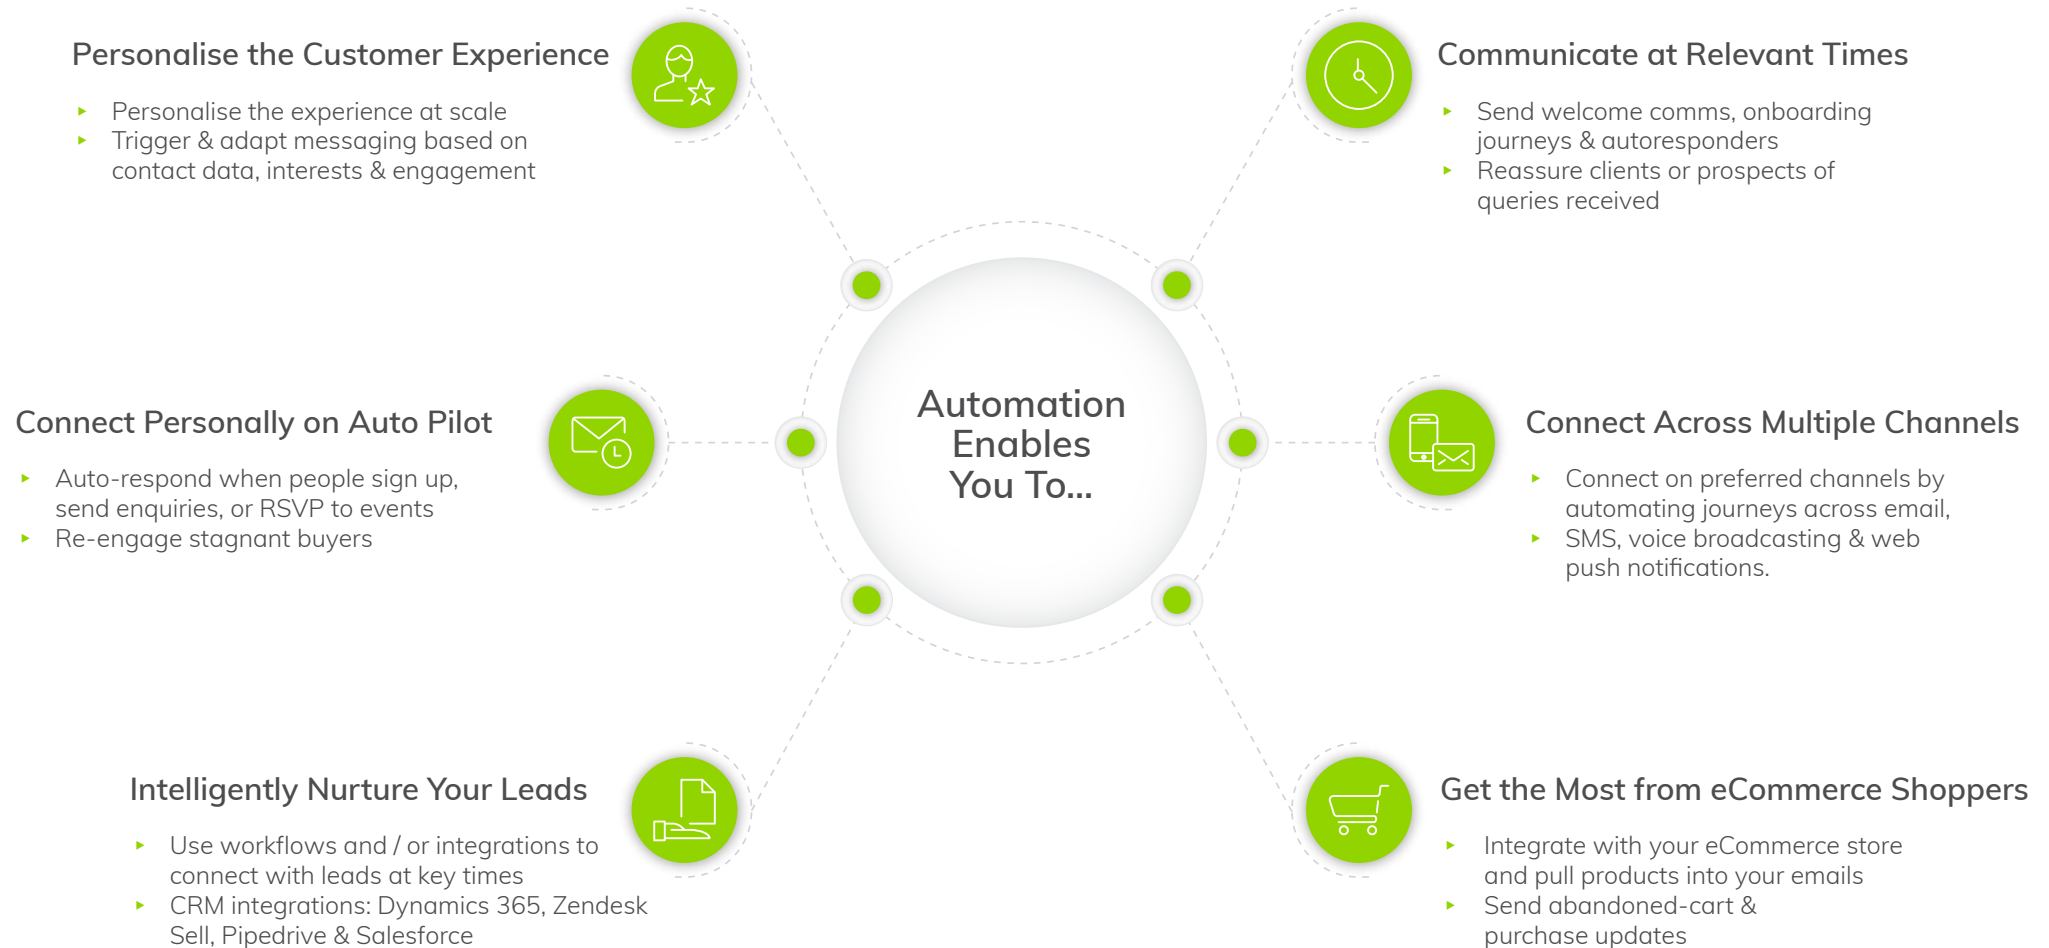 Personalise the Customer Experience
Personalise the experience at scale
Trigger & adapt messaging based on
contact data, interests & engagement
Communicate at Relevant Times
Send welcome comms, onboarding
journeys & autoresponders
Reassure clients or prospects of
queries received
Automation
Enables
You To...
Connect Personally on Auto Pilot
Auto-respond when people sign up,
send enquiries, or RSVP to events
Re-engage stagnant buyers
Connect Across Multiple Channels
Connect on preferred channels by
automating journeys across email,
SMS, voice broadcasting & web
push notifications.
Intelligently Nurture Your Leads
Use workflows and / or integrations to
connect with leads at key times
CRM integrations: Dynamics 365, Zendesk
Sell, Pipedrive & Salesforce
Get the Most from eCommerce Shoppers
Integrate with your eCommerce store
and pull products into your emails
Send abandoned-cart &
purchase updates